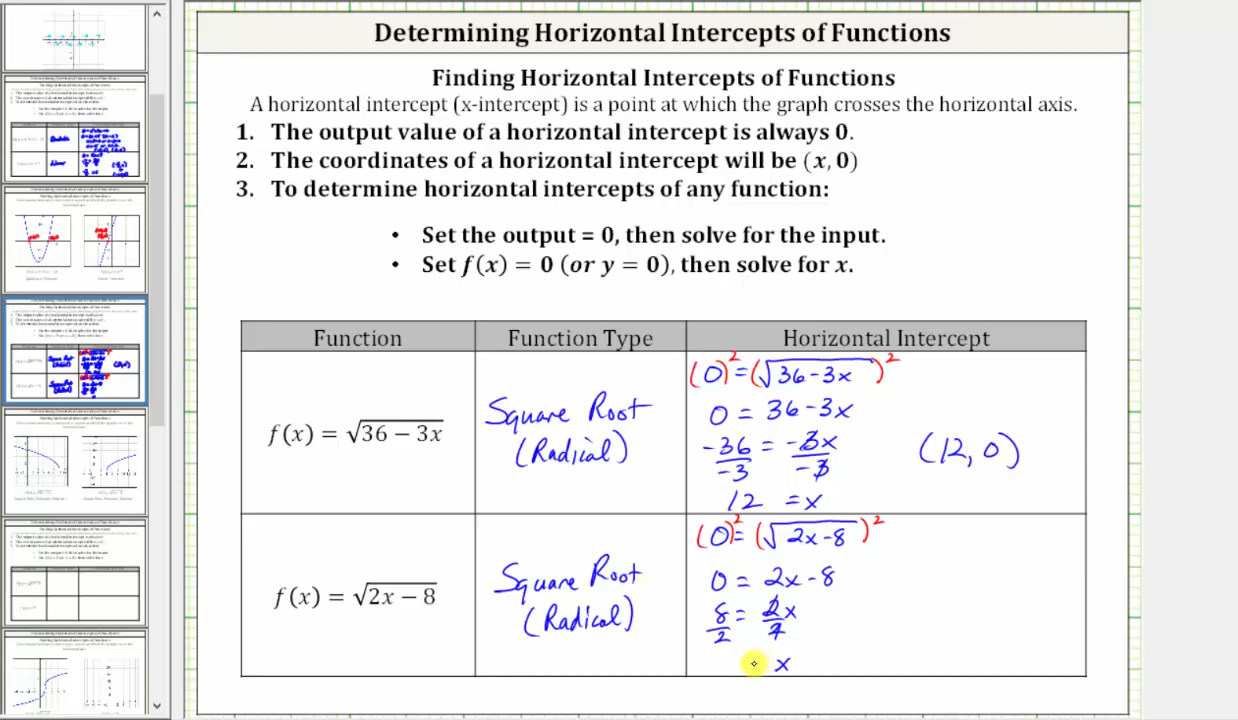 Determining Horizontal Intercepts of Functions
Finding Horizontal Intercepts of Functions
A horizontal intercept (x-intercept) is a point at which the graph crosses the horizontal axis.
1. The output value of a horizontal intercept is always 0.
2. The coordinates of a horizontal intercept will be (x, 0)
3. To determine horizontal intercepts of any function:
• Set the output = 0, then solve for the input.
• Set f(x) = 0 (or y = 0), then solve for x.
Function Function Type Horizontal Intercept
f(x) = √36 − 3x
Square Root
(Radical)
(0)² = (√36-3x)²
0 = 36-3x
-36/-3 = -3x/-3
12 = x
(12, 0)
f(x) = √2x − 8
Square Root
(Radical)
(0)² = (√2x-8)²
0 = 2x-8
8/2 = 2x/2
x